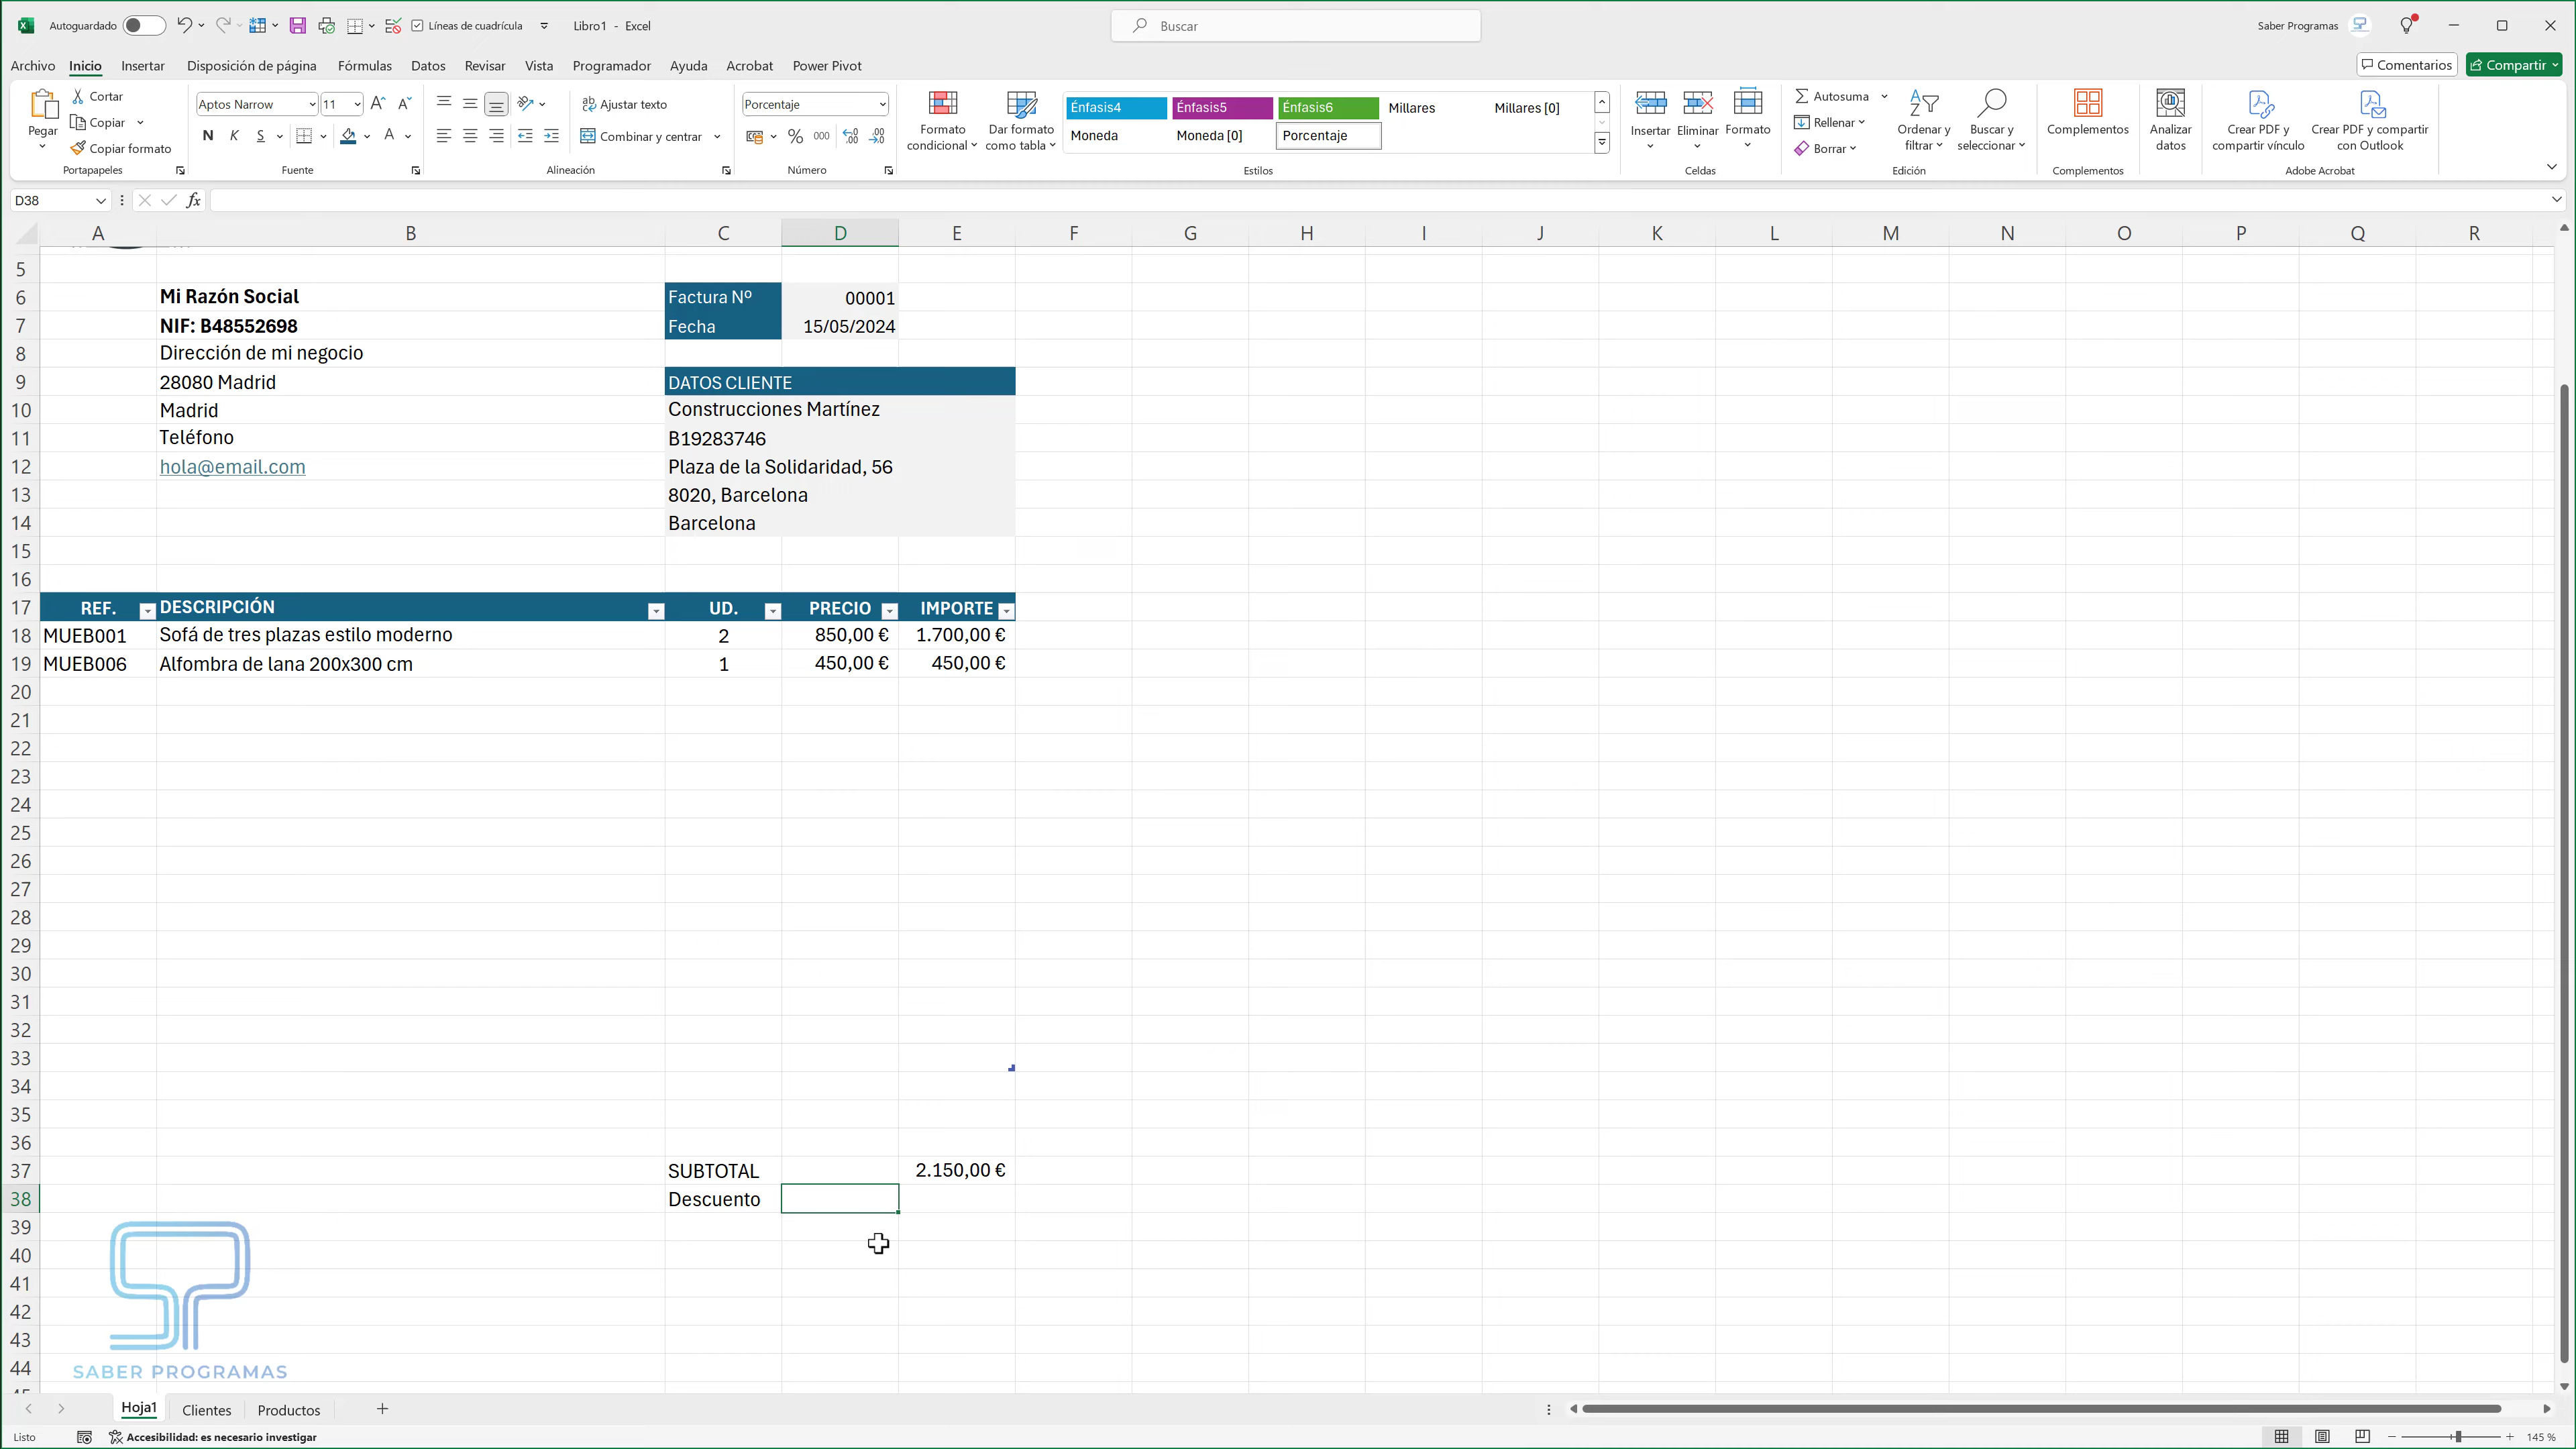 Autoguardado
Líneas de cuadrícula
Libro1 - Excel
Buscar
Saber Programas
Archivo Inicio Insertar Disposición de página Fórmulas Datos Revisar Vista Programador Ayuda Acrobat Power Pivot
Comentarios Compartir
Pegar
Cortar
Copiar
Copiar formato
Portapapeles
Aptos Narrow 11
N K S
Fuente
Ajustar texto
Combinar y centrar
Alineación
Porcentaje
% 000
Número
Formato condicional
Dar formato como tabla
Énfasis4 Énfasis5 Énfasis6 Millares Millares [0]
Moneda Moneda [0] Porcentaje
Estilos
Insertar Eliminar Formato
Celdas
Autosuma
Rellenar
Borrar
Ordenar y filtrar
Buscar y seleccionar
Edición
Complementos
Complementos
Analizar datos
Crear PDF y compartir vínculo
Crear PDF y compartir con Outlook
Adobe Acrobat
D38
fx
A B C D E F G H I J K L M N O P Q R
5
6 Mi Razón Social Factura Nº 00001
7 NIF: B48552698 Fecha 15/05/2024
8 Dirección de mi negocio
9 28080 Madrid DATOS CLIENTE
10 Madrid Construcciones Martínez
11 Teléfono B19283746
12 hola@email.com Plaza de la Solidaridad, 56
13 8020, Barcelona
14 Barcelona
15
16
17 REF. DESCRIPCIÓN UD. PRECIO IMPORTE
18 MUEB001 Sofá de tres plazas estilo moderno 2 850,00 € 1.700,00 €
19 MUEB006 Alfombra de lana 200x300 cm 1 450,00 € 450,00 €
20
21
22
23
24
25
26
27
28
29
30
31
32
33
34
35
36
37 SUBTOTAL 2.150,00 €
38 Descuento
39
40
41
42
43
44
SABER PROGRAMAS
Hoja1 Clientes Productos
Listo
Accesibilidad: es necesario investigar
145 %